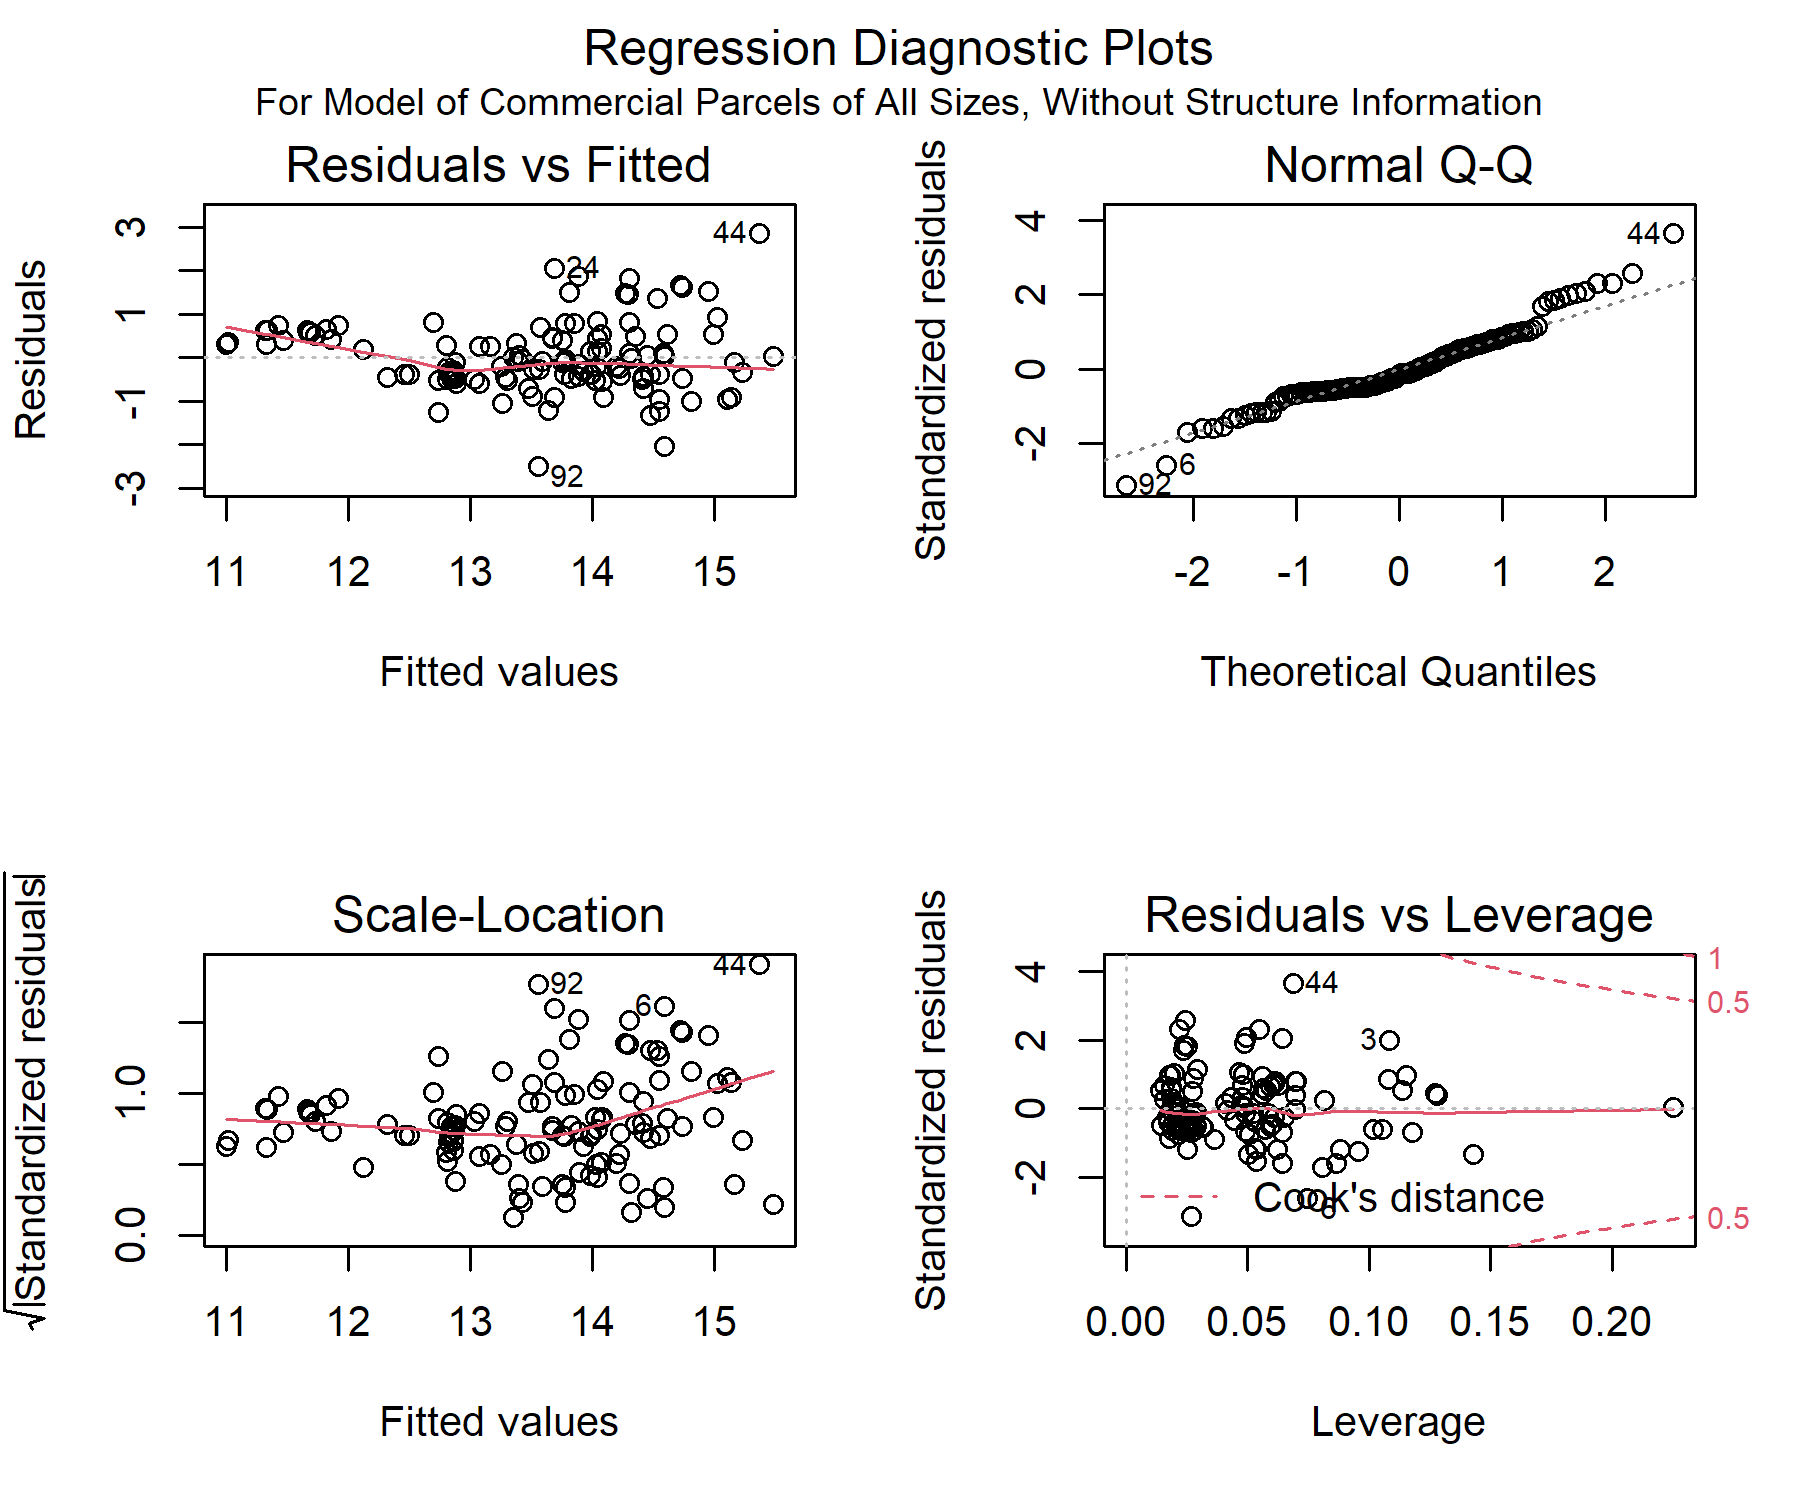 Regression Diagnostic Plots
For Model of Commercial Parcels of All Sizes, Without Structure Information
Residuals vs Fitted
Residuals
3
1
-1
-3
44
24
92
11 12 13 14 15
Fitted values
Normal Q-Q
Standardized residuals
4
2
0
-2
44
6
92
-2 -1 0 1 2
Theoretical Quantiles
Scale-Location
√|Standardized residuals|
1.0
0.0
44
92
6
11 12 13 14 15
Fitted values
Residuals vs Leverage
Standardized residuals
4
2
0
-2
44
3
6
Cook's distance
1
0.5
0.5
0.00 0.05 0.10 0.15 0.20
Leverage